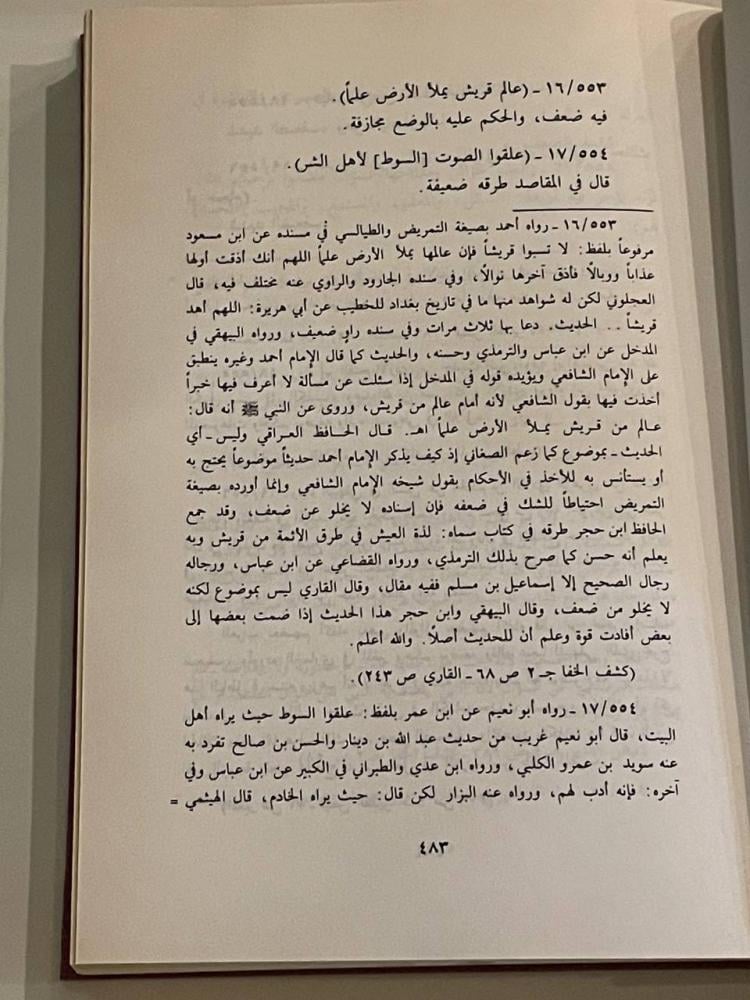 ١٦/٥٥٣ - (عالم قريش يملأ الأرض علماً).
فيه ضعف، والحكم عليه بالوضع مجازفة.
١٧/٥٥٤ - (علقوا الصوت [السوط] لأهل الشر).
قال في المقاصد طرقه ضعيفة.
١٦/٥٥٣ - رواه أحمد بصيغة التمريض والطيالسي في مسنده عن ابن مسعود
مرفوعاً بلفظ: لا تسبوا قريشاً فإن عالمها يملأ الأرض علماً اللهم أنك أذقت أولها
عذاباً ووبالاً فأذق آخرها نوالاً، وفي سنده الجارود والراوي عنه مختلف فيه، قال
العجلوني لكن له شواهد منها ما في تاريخ بغداد للخطيب عن أبي هريرة: اللهم أهد
قريشاً .. الحديث. دعا بها ثلاث مرات وفي سنده راوٍ ضعيف، ورواه البيهقي في
المدخل عن ابن عباس والترمذي وحسنه، والحديث كما قال الإمام أحمد وغيره ينطبق
على الإمام الشافعي ويؤيده قوله في المدخل إذا سئلت عن مسألة لا أعرف فيها خبراً
أخذت فيها بقول الشافعي لأنه أمام عالم من قريش، وروى عن النبي ﷺ أنه قال:
عالم من قريش يملأ الأرض علماً اهـ. قال الحافظ العراقي وليس - أي
الحديث - بموضوع كما زعم الصغاني إذ كيف يذكر الإمام أحمد حديثاً موضوعاً يحتج به
أو يستأنس به للأخذ في الأحكام بقول شيخه الإمام الشافعي وإنما أورده بصيغة
التمريض احتياطاً للشك في ضعفه فإن إسناده لا يخلو عن ضعف، وقد جمع
الحافظ ابن حجر طرقه في كتاب سماه: لذة العيش في طرق الأئمة من قريش وبه
يعلم أنه حسن كما صرح بذلك الترمذي، ورواه القضاعي عن ابن عباس، ورجاله
رجال الصحيح إلا إسماعيل بن مسلم ففيه مقال، وقال القاري ليس بموضوع لكنه
لا يخلو من ضعف، وقال البيهقي وابن حجر هذا الحديث إذا ضمت بعضها إلى
بعض أفادت قوة وعلم أن للحديث أصلاً. والله أعلم.
(كشف الخفا جـ ٢ ص ٦٨ - القاري ص ٢٤٣).
١٧/٥٥٤ - رواه أبو نعيم عن ابن عمر بلفظ: علقوا السوط حيث يراه أهل
البيت، قال أبو نعيم غريب من حديث عبد الله بن دينار والحسن بن صالح تفرد به
عنه سويد بن عمرو الكلبي، ورواه ابن عدي والطبراني في الكبير عن ابن عباس وفي
آخره: فإنه أدب لهم، ورواه عنه البزار لكن قال: حيث يراه الخادم، قال الهيثمي =
٤٨٣